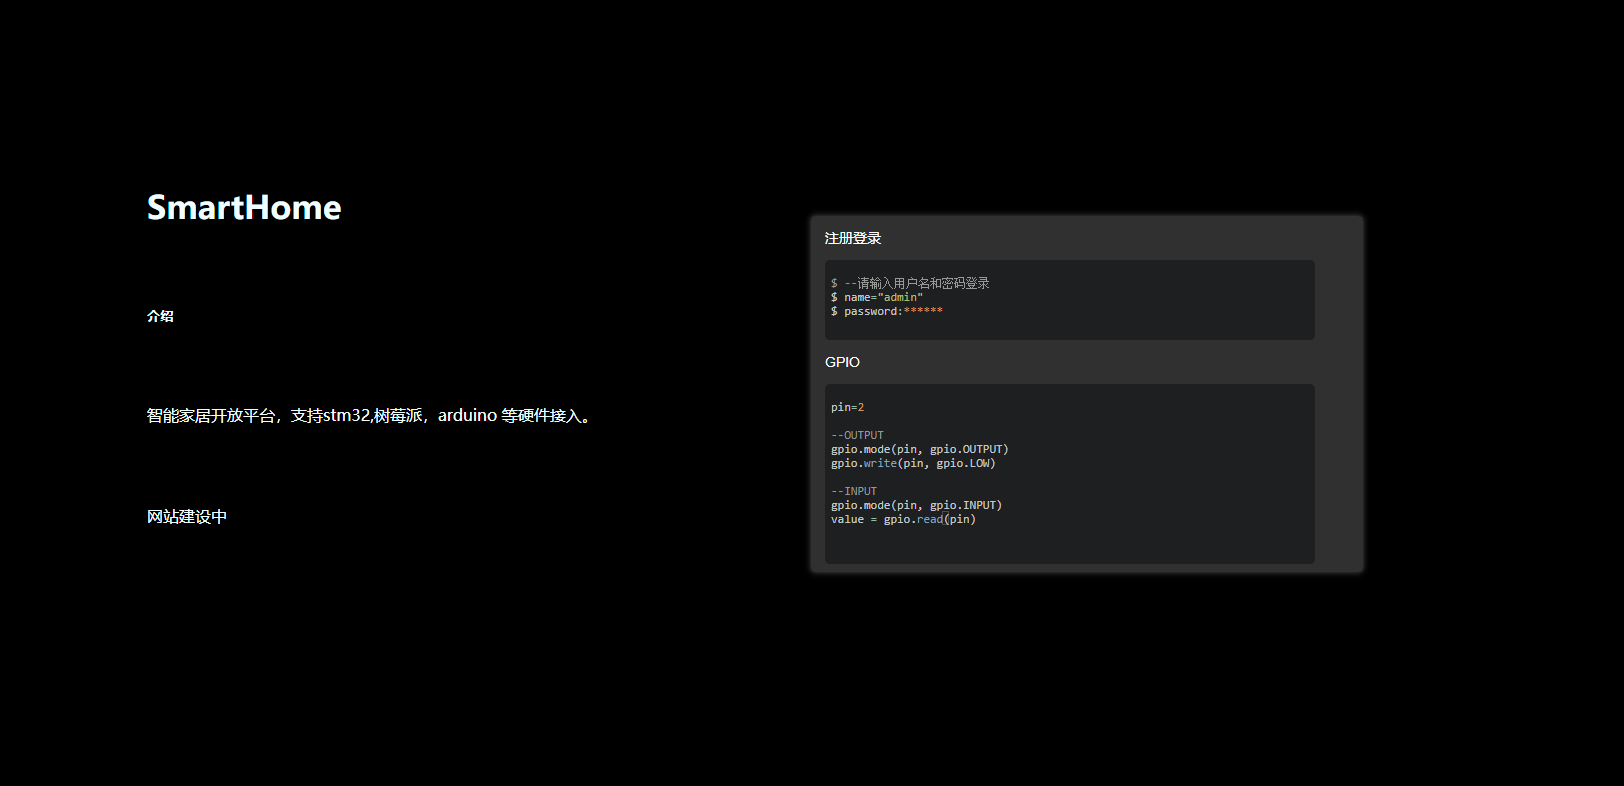 SmartHome
介绍
智能家居开放平台，支持stm32,树莓派，arduino 等硬件接入。
网站建设中
注册登录
$ --请输入用户名和密码登录
$ name="admin"
$ password:******
GPIO
pin=2
--OUTPUT
gpio.mode(pin, gpio.OUTPUT)
gpio.write(pin, gpio.LOW)
--INPUT
gpio.mode(pin, gpio.INPUT)
value = gpio.read(pin)